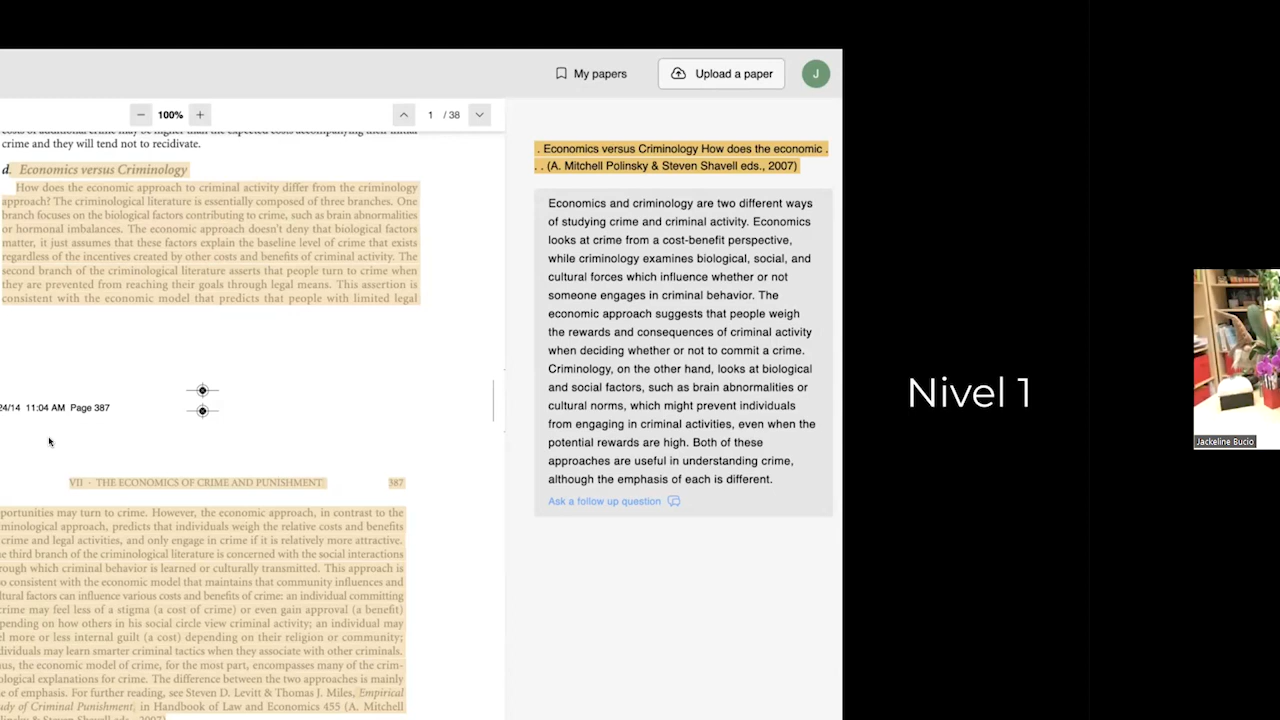 My papers
Upload a paper
J
100%
1 / 38
costs of additional crime may be higher than the expected costs accompanying their initial
crime and they will tend not to recidivate.
d. Economics versus Criminology
How does the economic approach to criminal activity differ from the criminology
approach? The criminological literature is essentially composed of three branches. One
branch focuses on the biological factors contributing to crime, such as brain abnormalities
or hormonal imbalances. The economic approach doesn't deny that biological factors
matter, it just assumes that these factors explain the baseline level of crime that exists
regardless of the incentives created by other costs and benefits of criminal activity. The
second branch of the criminological literature asserts that people turn to crime when
they are prevented from reaching their goals through legal means. This assertion is
consistent with the economic model that predicts that people with limited legal
24/14 11:04 AM Page 387
VII · THE ECONOMICS OF CRIME AND PUNISHMENT
387
portunities may turn to crime. However, the economic approach, in contrast to the
minological approach, predicts that individuals weigh the relative costs and benefits
crime and legal activities, and only engage in crime if it is relatively more attractive.
e third branch of the criminological literature is concerned with the social interactions
rough which criminal behavior is learned or culturally transmitted. This approach is
o consistent with the economic model that maintains that community influences and
ltural factors can influence various costs and benefits of crime: an individual committing
crime may feel less of a stigma (a cost of crime) or even gain approval (a benefit)
pending on how others in his social circle view criminal activity; an individual may
el more or less internal guilt (a cost) depending on their religion or community;
dividuals may learn smarter criminal tactics when they associate with other criminals.
us, the economic model of crime, for the most part, encompasses many of the crim-
ological explanations for crime. The difference between the two approaches is mainly
e of emphasis. For further reading, see Steven D. Levitt & Thomas J. Miles, Empirical
udy of Criminal Punishment, in Handbook of Law and Economics 455 (A. Mitchell
linsky & Steven Shavell eds., 2007)
. Economics versus Criminology How does the economic .
. . (A. Mitchell Polinsky & Steven Shavell eds., 2007)
Economics and criminology are two different ways
of studying crime and criminal activity. Economics
looks at crime from a cost-benefit perspective,
while criminology examines biological, social, and
cultural forces which influence whether or not
someone engages in criminal behavior. The
economic approach suggests that people weigh
the rewards and consequences of criminal activity
when deciding whether or not to commit a crime.
Criminology, on the other hand, looks at biological
and social factors, such as brain abnormalities or
cultural norms, which might prevent individuals
from engaging in criminal activities, even when the
potential rewards are high. Both of these
approaches are useful in understanding crime,
although the emphasis of each is different.
Ask a follow up question
Nivel 1
Jackeline Bucio